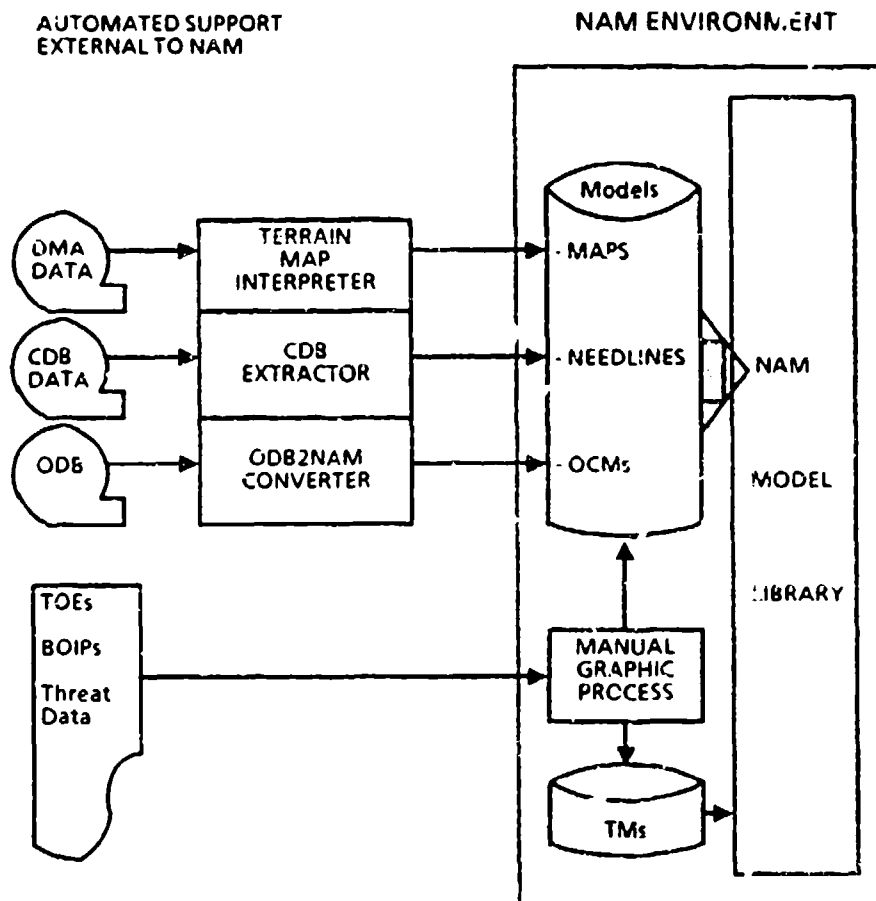 AUTOMATED SUPPORT
EXTERNAL TO NAM
NAM ENVIRONMENT
Models
DMA
DATA
TERRAIN
MAP
INTERPRETER
- MAPS
CDB
DATA
CDB
EXTRACTOR
- NEEDLINES
NAM
ODB
ODB2NAM
CONVERTER
- OCMs
MODEL
LIBRARY
TOEs
BOIPs
Threat
Data
MANUAL
GRAPHIC
PROCESS
TMs